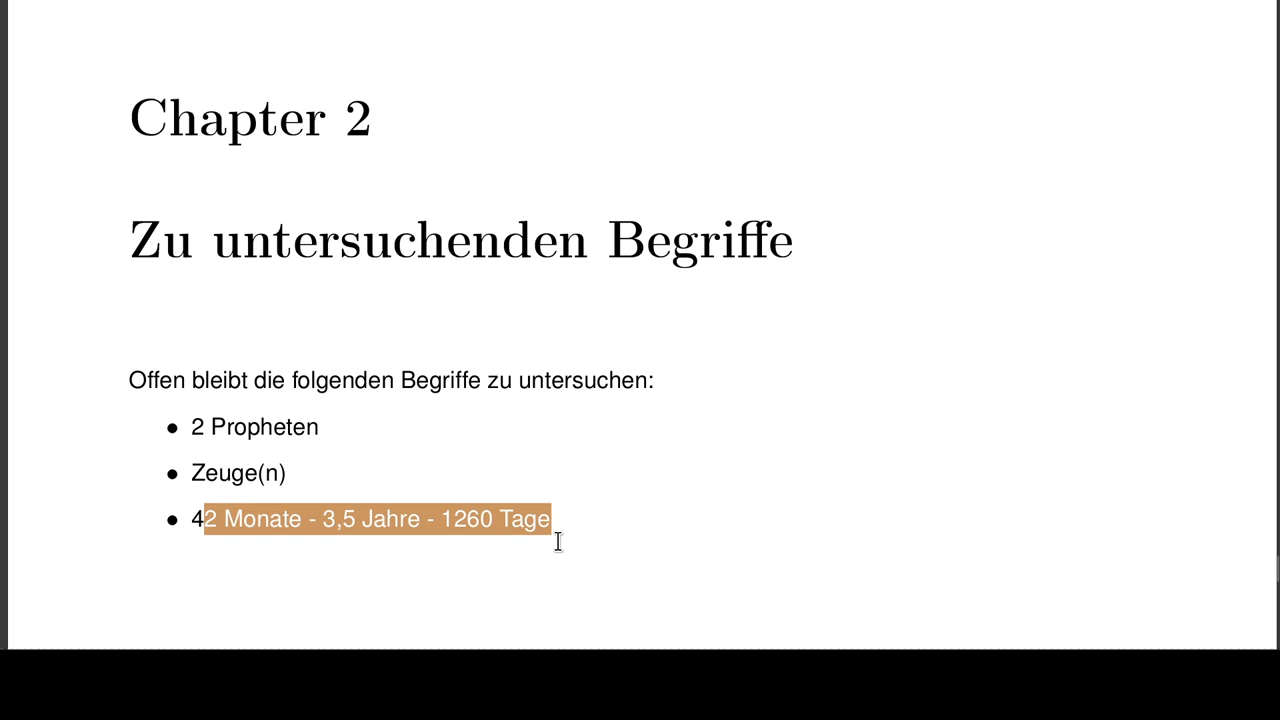 Chapter 2
Zu untersuchenden Begriffe
Offen bleibt die folgenden Begriffe zu untersuchen:
• 2 Propheten
• Zeuge(n)
• 42 Monate - 3,5 Jahre - 1260 Tage